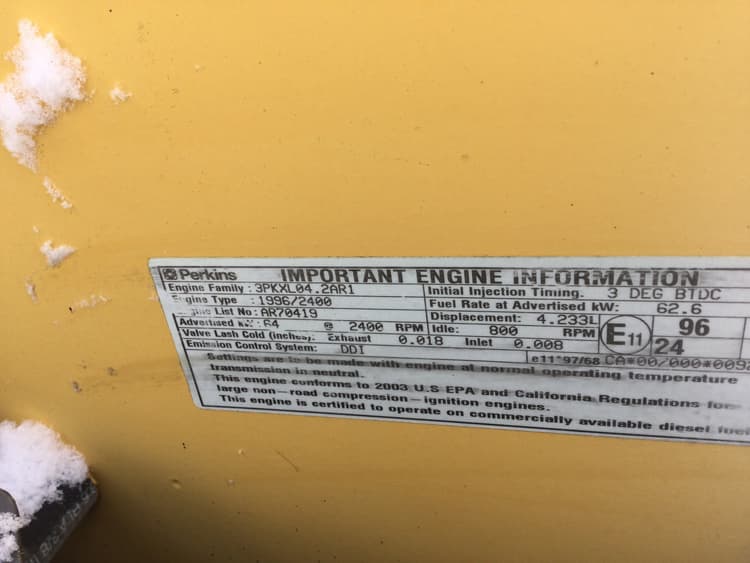 Perkins IMPORTANT ENGINE INFORMATION
Engine Family : 3PKXL04.2AR1 Initial Injection Timing. 3 DEG BTDC
Engine Type : 1996/2400 Fuel Rate at Advertised kW: 62.6
Engine List No : AR70419 Displacement: 4.233L
Advertised kW: 64 @ 2400 RPM Idle: 800 RPM E11 96
Valve Lash Cold (inches). Exhaust 0.018 Inlet 0.008 24
Emission Control System: DDI e11*97/68 CA*00/000*009
Settings are to be made with engine at normal operating temperature
transmission in neutral.
This engine conforms to 2003 U.S EPA and California Regulations for
large non-road compression-ignition engines.
This engine is certified to operate on commercially available diesel fuel